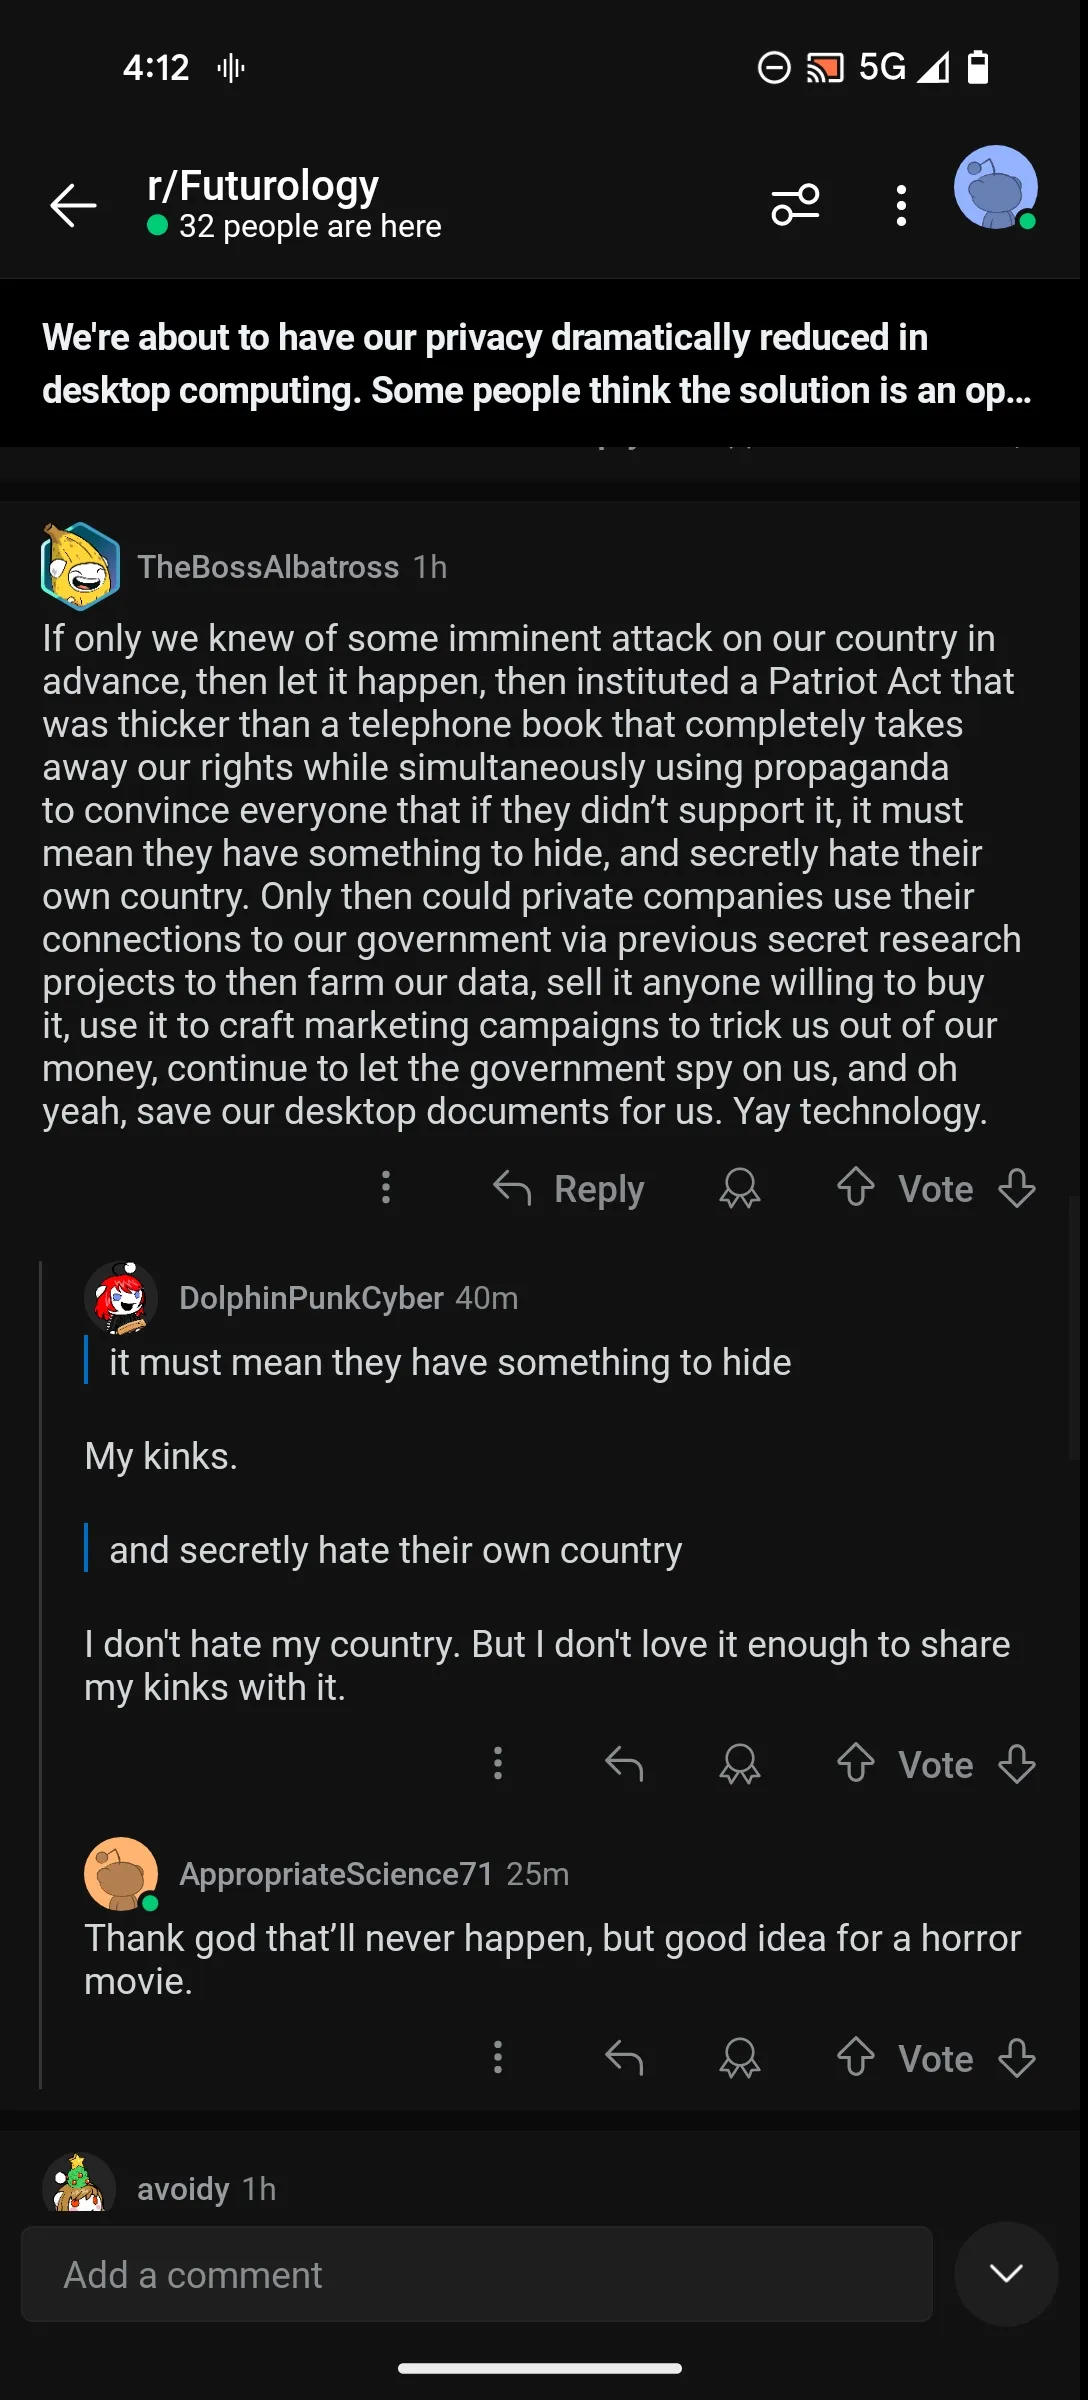 4:12
5G
r/Futurology
32 people are here
We're about to have our privacy dramatically reduced in
desktop computing. Some people think the solution is an op...
TheBossAlbatross 1h
If only we knew of some imminent attack on our country in
advance, then let it happen, then instituted a Patriot Act that
was thicker than a telephone book that completely takes
away our rights while simultaneously using propaganda
to convince everyone that if they didn’t support it, it must
mean they have something to hide, and secretly hate their
own country. Only then could private companies use their
connections to our government via previous secret research
projects to then farm our data, sell it anyone willing to buy
it, use it to craft marketing campaigns to trick us out of our
money, continue to let the government spy on us, and oh
yeah, save our desktop documents for us. Yay technology.
Reply
Vote
DolphinPunkCyber 40m
it must mean they have something to hide
My kinks.
and secretly hate their own country
I don't hate my country. But I don't love it enough to share
my kinks with it.
Vote
AppropriateScience71 25m
Thank god that’ll never happen, but good idea for a horror
movie.
Vote
avoidy 1h
Add a comment